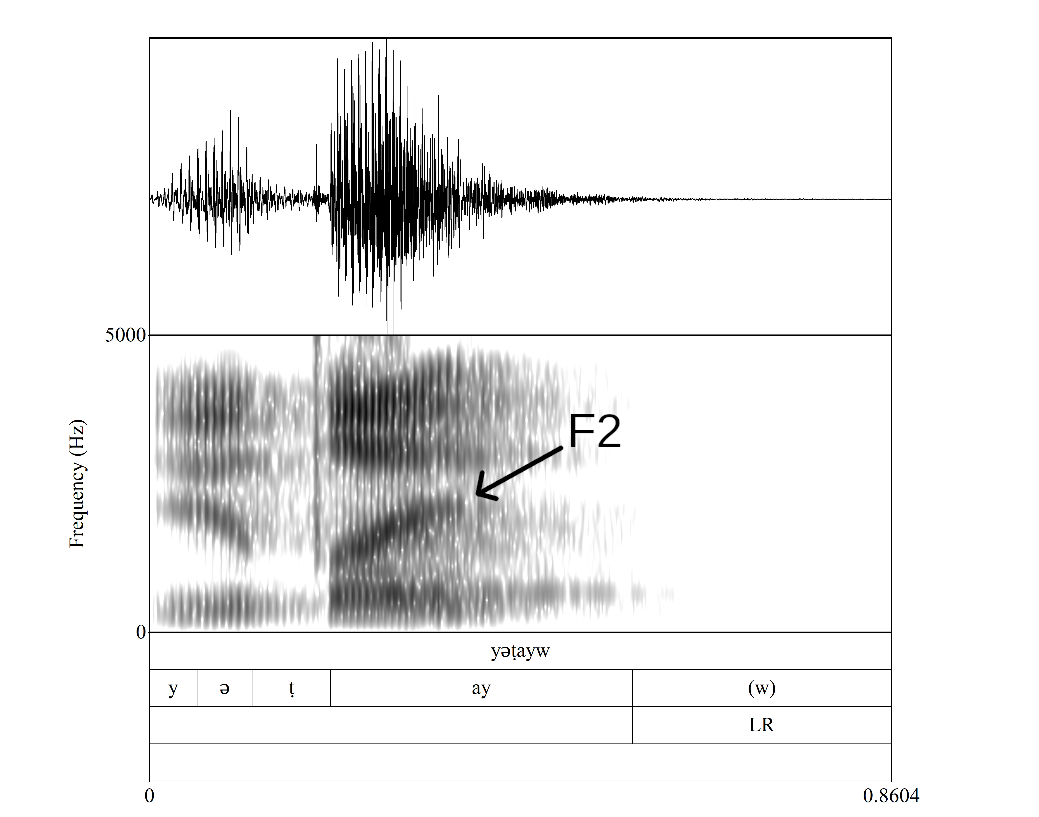 5000
F2
Frequency (Hz)
0
yəṭayw
y ə ṭ ay (w)
LR
0 0.8604